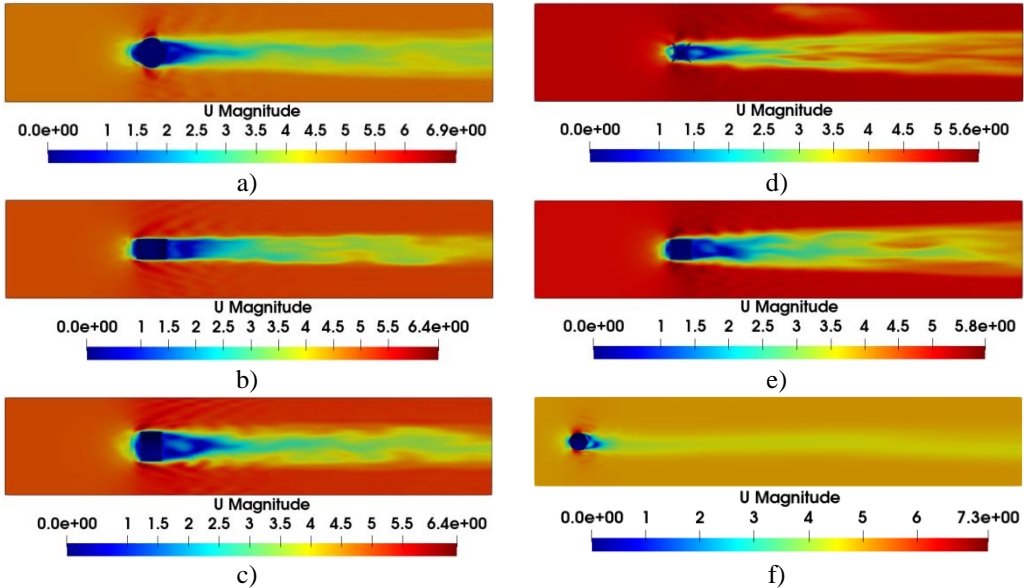 U Magnitude
0.0e+00 1 1.5 2 2.5 3 3.5 4 4.5 5 5.5 6 6.9e+00
a)
U Magnitude
0.0e+00 1 1.5 2 2.5 3 3.5 4 4.5 5 5.5 6.4e+00
b)
U Magnitude
0.0e+00 1 1.5 2 2.5 3 3.5 4 4.5 5 5.5 6.4e+00
c)
U Magnitude
0.0e+00 1 1.5 2 2.5 3 3.5 4 4.5 5 5.6e+00
d)
U Magnitude
0.0e+00 1 1.5 2 2.5 3 3.5 4 4.5 5 5.8e+00
e)
U Magnitude
0.0e+00 1 2 3 4 5 6 7.3e+00
f)